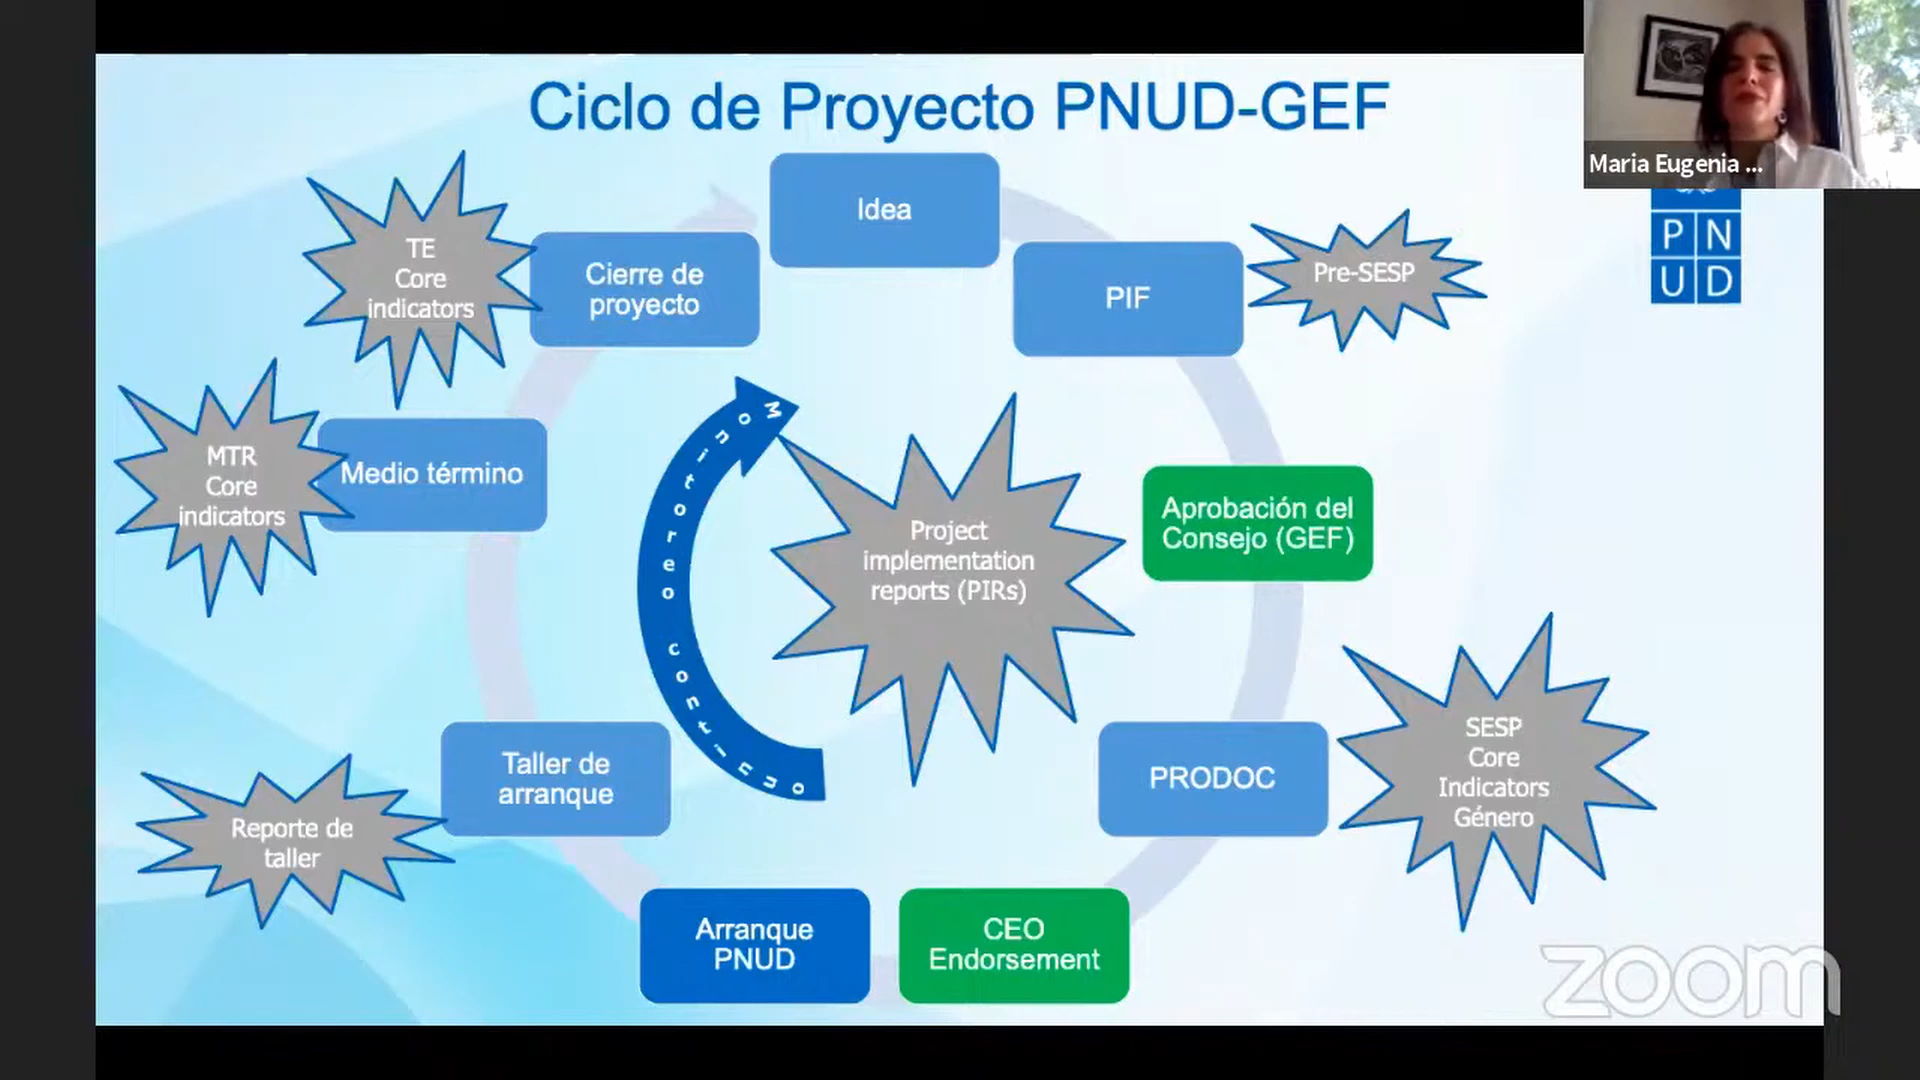 Ciclo de Proyecto PNUD-GEF
Maria Eugenia ...
P N
U D
Idea
PIF
Pre-SESP
Aprobación del
Consejo (GEF)
PRODOC
SESP
Core
Indicators
Género
CEO
Endorsement
Arranque
PNUD
Taller de
arranque
Reporte de
taller
Medio término
MTR
Core
indicators
Cierre de
proyecto
TE
Core
indicators
Monitoreo continuo
Project
implementation
reports (PIRs)
zoom